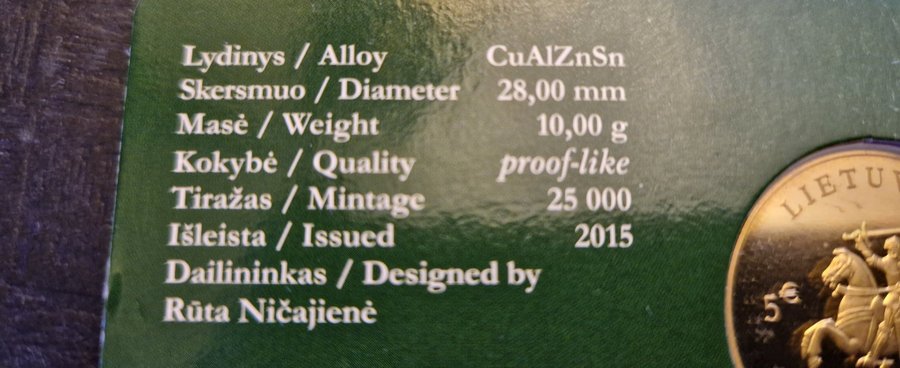 Lydinys / Alloy CuAlZnSn
Skersmuo / Diameter 28,00 mm
Masė / Weight 10,00 g
Kokybė / Quality proof-like
Tiražas / Mintage 25 000
Išleista / Issued 2015
Dailininkas / Designed by
Rūta Ničajienė
LIETU
5€